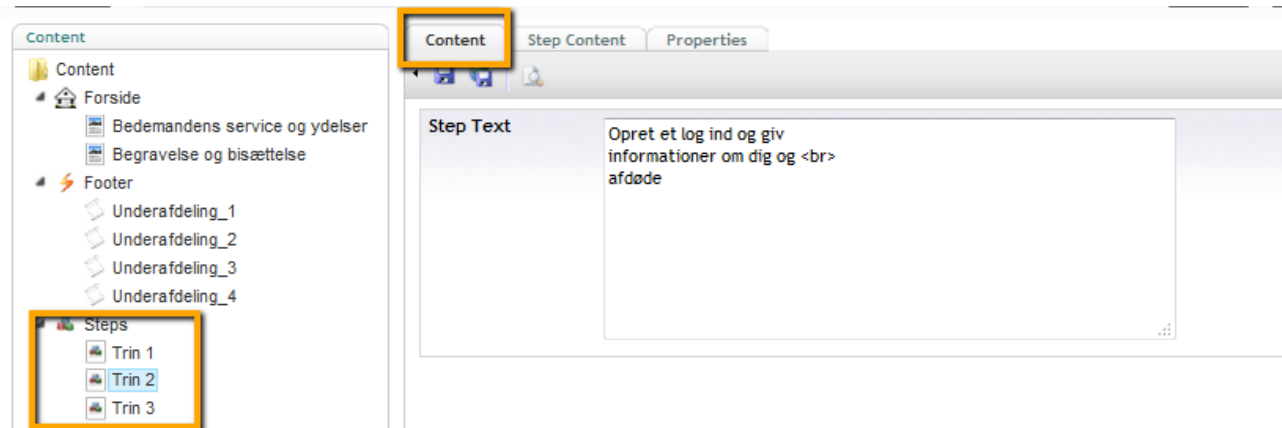 Content
Content
Forside
Bedemandens service og ydelser
Begravelse og bisættelse
Footer
Underafdeling_1
Underafdeling_2
Underafdeling_3
Underafdeling_4
Steps
Trin 1
Trin 2
Trin 3
Content Step Content Properties
Step Text
Opret et log ind og giv
informationer om dig og <br>
afdøde